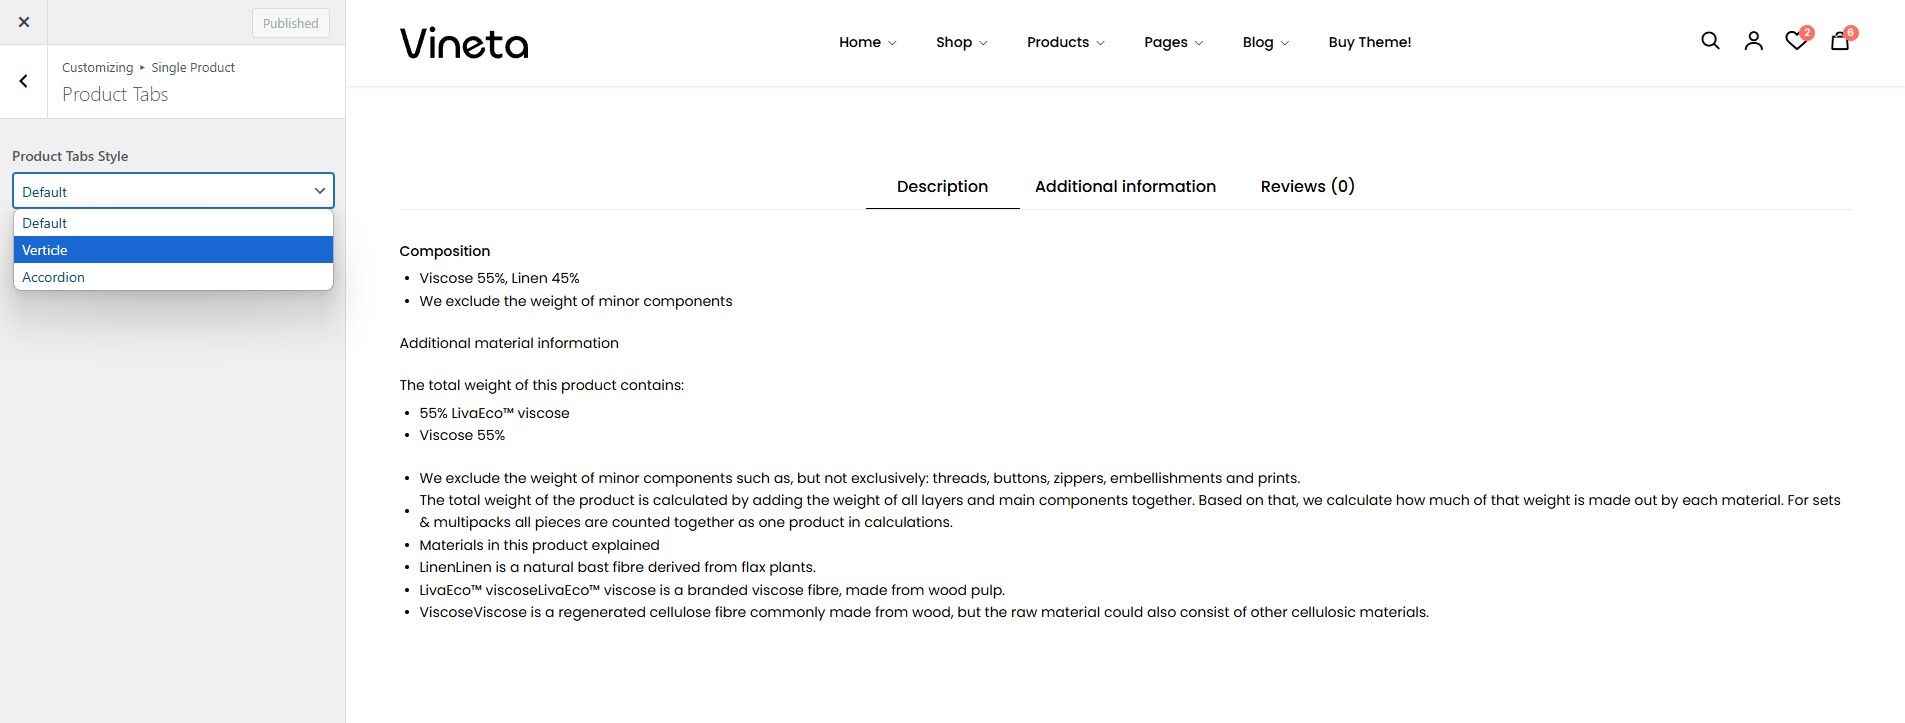 Published
Customizing ▸ Single Product
Product Tabs
Product Tabs Style
Default
Default
Verticle
Accordion
Vineta
Home
Shop
Products
Pages
Blog
Buy Theme!
2
6
Description
Additional information
Reviews (0)
Composition
• Viscose 55%, Linen 45%
• We exclude the weight of minor components
Additional material information
The total weight of this product contains:
• 55% LivaEco™ viscose
• Viscose 55%
• We exclude the weight of minor components such as, but not exclusively: threads, buttons, zippers, embellishments and prints.
• The total weight of the product is calculated by adding the weight of all layers and main components together. Based on that, we calculate how much of that weight is made out by each material. For sets
& multipacks all pieces are counted together as one product in calculations.
• Materials in this product explained
• LinenLinen is a natural bast fibre derived from flax plants.
• LivaEco™ viscoseLivaEco™ viscose is a branded viscose fibre, made from wood pulp.
• ViscoseViscose is a regenerated cellulose fibre commonly made from wood, but the raw material could also consist of other cellulosic materials.